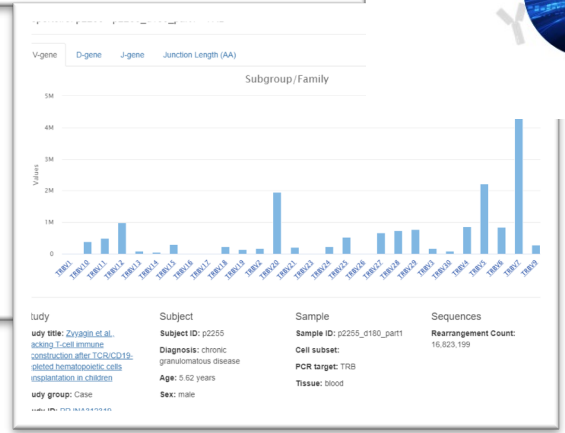 V-gene D-gene J-gene Junction Length (AA)
Subgroup/Family
5M
4M
3M
2M
1M
0
Values
TRBV1 TRBV10 TRBV11 TRBV12 TRBV13 TRBV14 TRBV15 TRBV16 TRBV17 TRBV18 TRBV19 TRBV2 TRBV20 TRBV21 TRBV23 TRBV24 TRBV25 TRBV26 TRBV27 TRBV28 TRBV29 TRBV3 TRBV30 TRBV4 TRBV5 TRBV6 TRBV7 TRBV9
tudy
udy title: Zvyagin et al.,
acking T-cell immune
construction after TCR/CD19-
pleted hematopoietic cells
ansplantation in children
udy group: Case
Subject
Subject ID: p2255
Diagnosis: chronic
granulomatous disease
Age: 5.62 years
Sex: male
Sample
Sample ID: p2255_d180_part1
Cell subset:
PCR target: TRB
Tissue: blood
Sequences
Rearrangement Count:
16,823,199